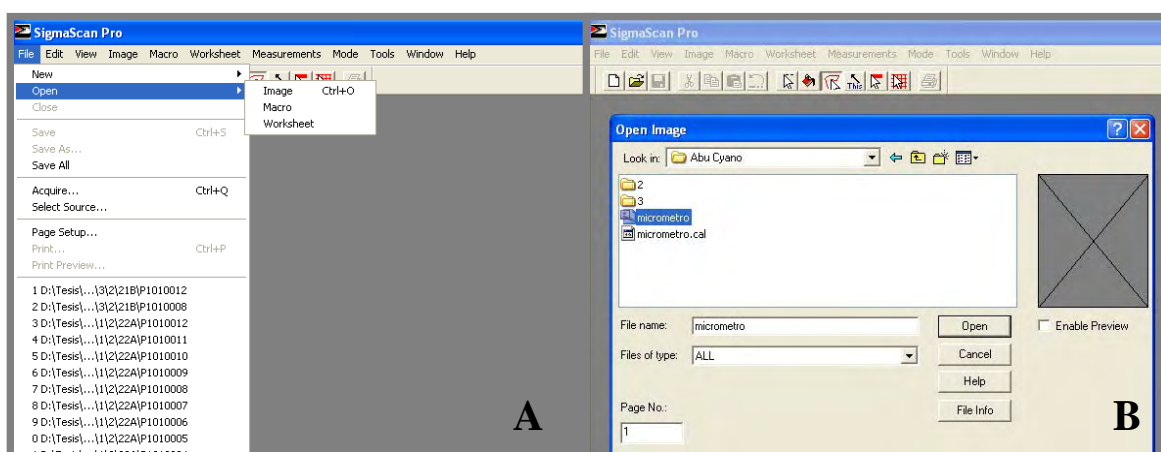 SigmaScan Pro
File Edit View Image Macro Worksheet Measurements Mode Tools Window Help
New
Open
Close
Save Ctrl+S
Save As...
Save All
Acquire... Ctrl+Q
Select Source...
Page Setup...
Print... Ctrl+P
Print Preview...
1 D:\Tesis\...\3\2\21B\P1010012
2 D:\Tesis\...\3\2\21B\P1010008
3 D:\Tesis\...\1\2\22A\P1010012
4 D:\Tesis\...\1\2\22A\P1010011
5 D:\Tesis\...\1\2\22A\P1010010
6 D:\Tesis\...\1\2\22A\P1010009
7 D:\Tesis\...\1\2\22A\P1010008
8 D:\Tesis\...\1\2\22A\P1010007
9 D:\Tesis\...\1\2\22A\P1010006
0 D:\Tesis\...\1\2\22A\P1010005
Image Ctrl+O
Macro
Worksheet
A
SigmaScan Pro
File Edit View Image Macro Worksheet Measurements Mode Tools Window Help
This
Open Image
Look in: Abu Cyano
2
3
micrometro
micrometro.cal
File name: micrometro Open Enable Preview
Files of type: ALL Cancel
Help
Page No.: File Info
1
B